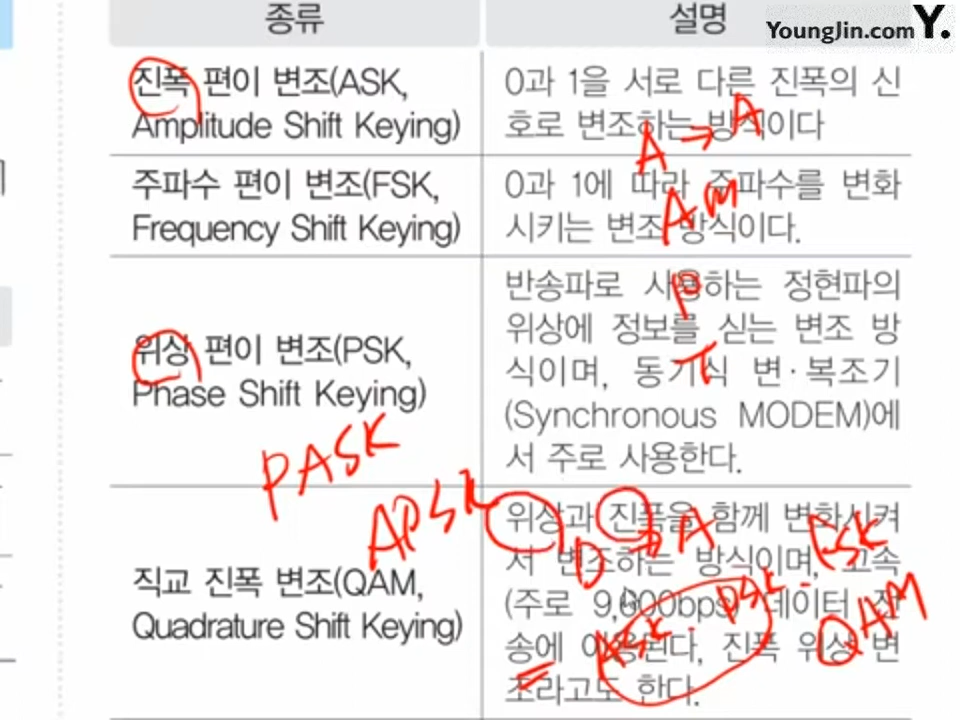 종류
설명
YoungJin.com Y.
진폭 편이 변조(ASK,
Amplitude Shift Keying)
0과 1을 서로 다른 진폭의 신
호로 변조하는 방식이다
A → A
주파수 편이 변조(FSK,
Frequency Shift Keying)
0과 1에 따라 주파수를 변화
시키는 변조 방식이다.
AM
P
위상 편이 변조(PSK,
Phase Shift Keying)
반송파로 사용하는 정현파의
위상에 정보를 싣는 변조 방
식이며, 동기식 변·복조기
(Synchronous MODEM)에
서 주로 사용한다.
PASK
APSK
직교 진폭 변조(QAM,
Quadrature Shift Keying)
위상과 진폭을 함께 변화시켜
서 변조하는 방식이며, 고속
(주로 9,600bps) 데이터 전
송에 이용된다, 진폭 위상 변
조라고도 한다.
D → A
ASK · PSK · FSK
QAM